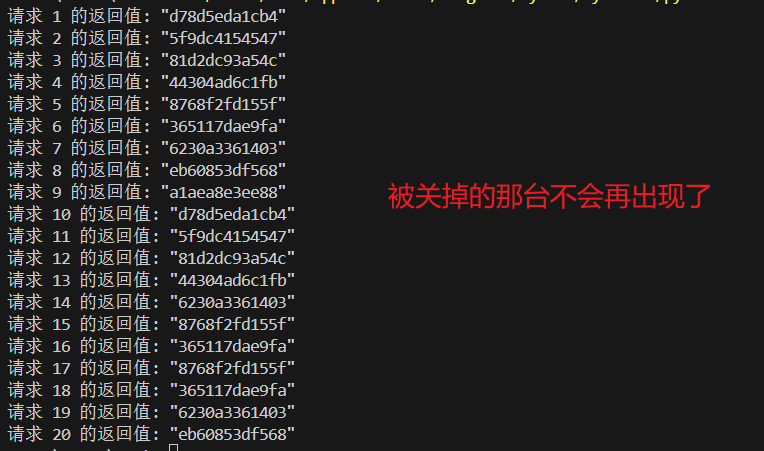 请求 1 的返回值: "d78d5eda1cb4"
请求 2 的返回值: "5f9dc4154547"
请求 3 的返回值: "81d2dc93a54c"
请求 4 的返回值: "44304ad6c1fb"
请求 5 的返回值: "8768f2fd155f"
请求 6 的返回值: "365117dae9fa"
请求 7 的返回值: "6230a3361403"
请求 8 的返回值: "eb60853df568"
请求 9 的返回值: "a1aea8e3ee88"
被关掉的那台不会再出现了
请求 10 的返回值: "d78d5eda1cb4"
请求 11 的返回值: "5f9dc4154547"
请求 12 的返回值: "81d2dc93a54c"
请求 13 的返回值: "44304ad6c1fb"
请求 14 的返回值: "6230a3361403"
请求 15 的返回值: "8768f2fd155f"
请求 16 的返回值: "365117dae9fa"
请求 17 的返回值: "8768f2fd155f"
请求 18 的返回值: "365117dae9fa"
请求 19 的返回值: "6230a3361403"
请求 20 的返回值: "eb60853df568"